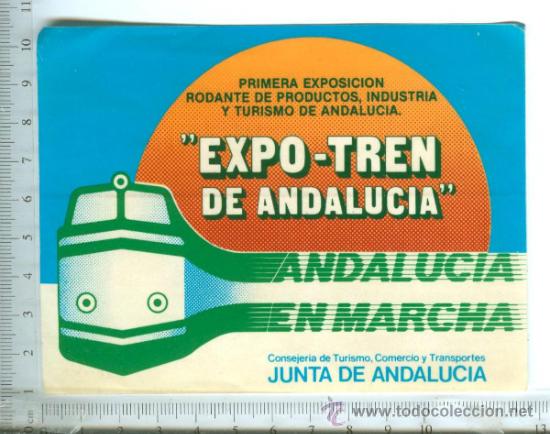 PRIMERA EXPOSICION
RODANTE DE PRODUCTOS, INDUSTRIA
Y TURISMO DE ANDALUCIA.
"EXPO-TREN
DE ANDALUCIA"
ANDALUCIA
EN MARCHA
Consejería de Turismo, Comercio y Transportes
JUNTA DE ANDALUCIA
todocoleccion.net